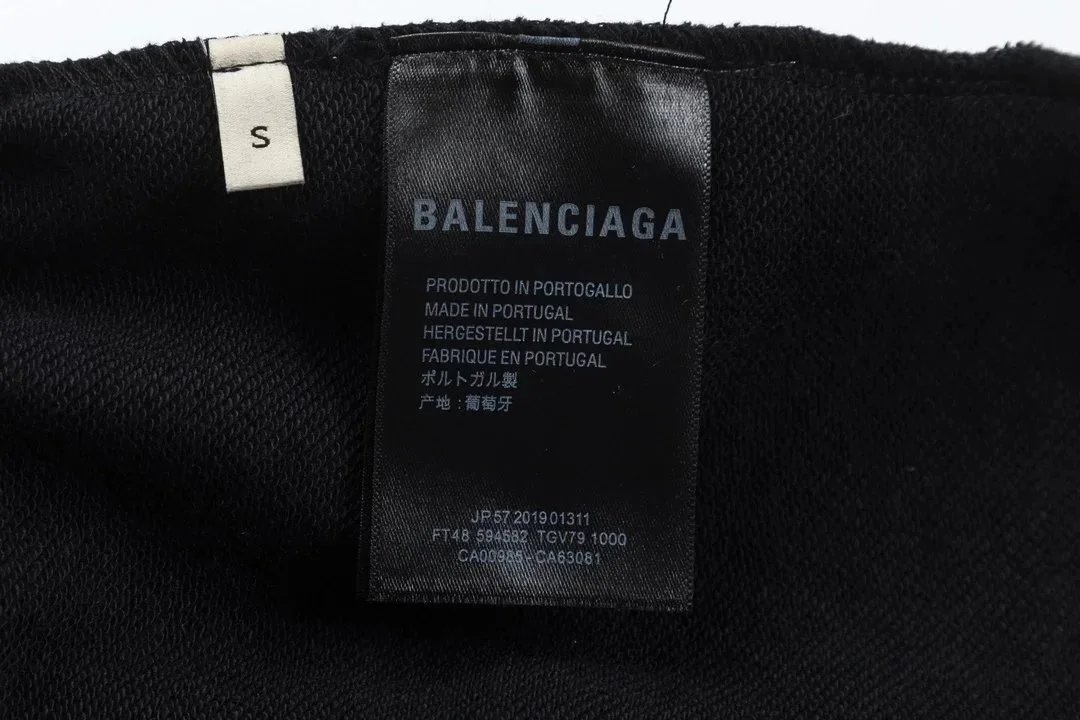 S
BALENCIAGA
PRODOTTO IN PORTOGALLO
MADE IN PORTUGAL
HERGESTELLT IN PORTUGAL
FABRIQUE EN PORTUGAL
ポルトガル製
产地:葡萄牙
JP 57 2019 01311
FT48 594582 TGV79 1000
CA00985-CA63081